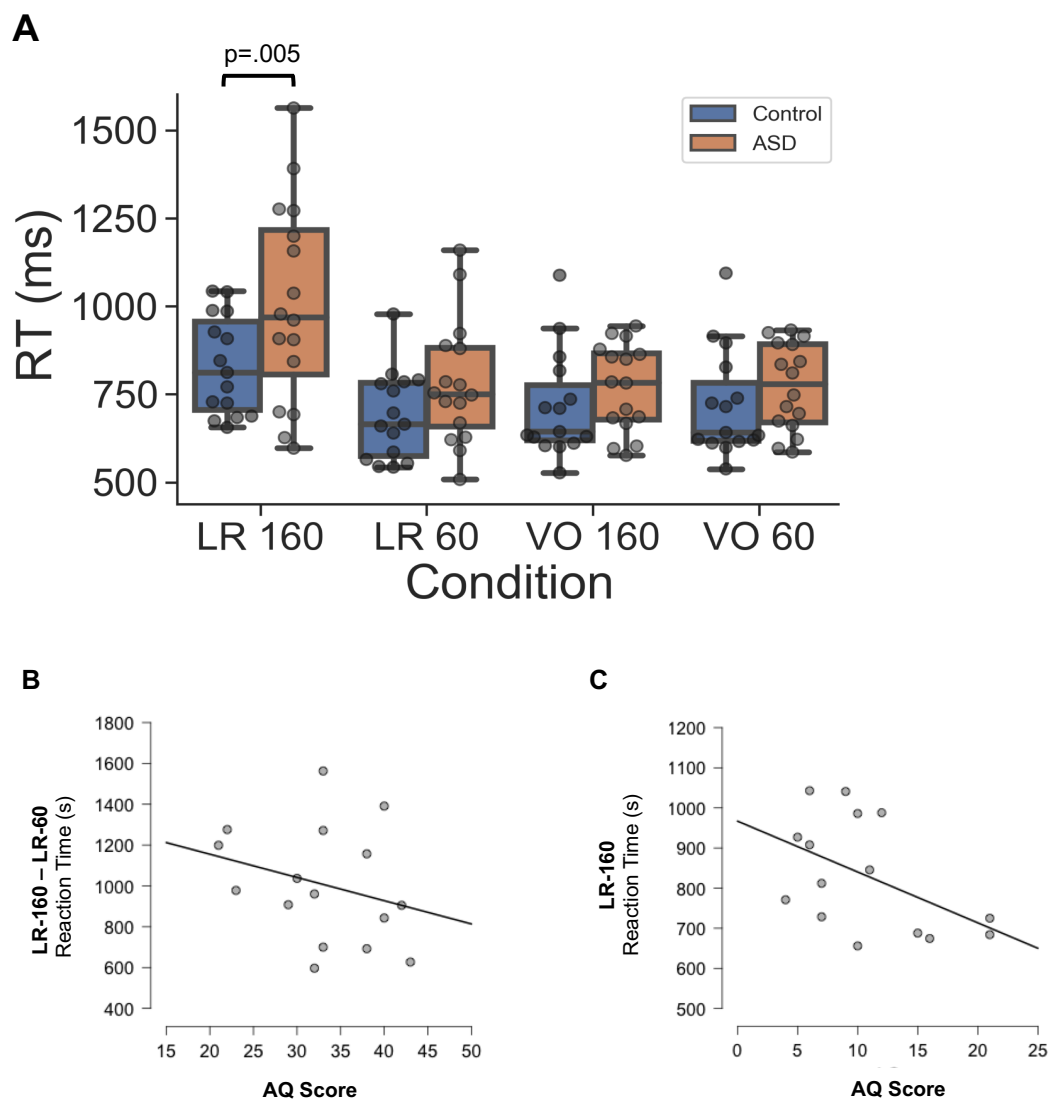 A
p=.005
Control
ASD
1500
1250
1000
750
500
RT (ms)
LR 160 LR 60 VO 160 VO 60
Condition
B
1800
1600
1400
1200
1000
800
600
400
LR-160 – LR-60
Reaction Time (s)
15 20 25 30 35 40 45 50
AQ Score
C
1200
1100
1000
900
800
700
600
500
LR-160
Reaction Time (s)
0 5 10 15 20 25
AQ Score